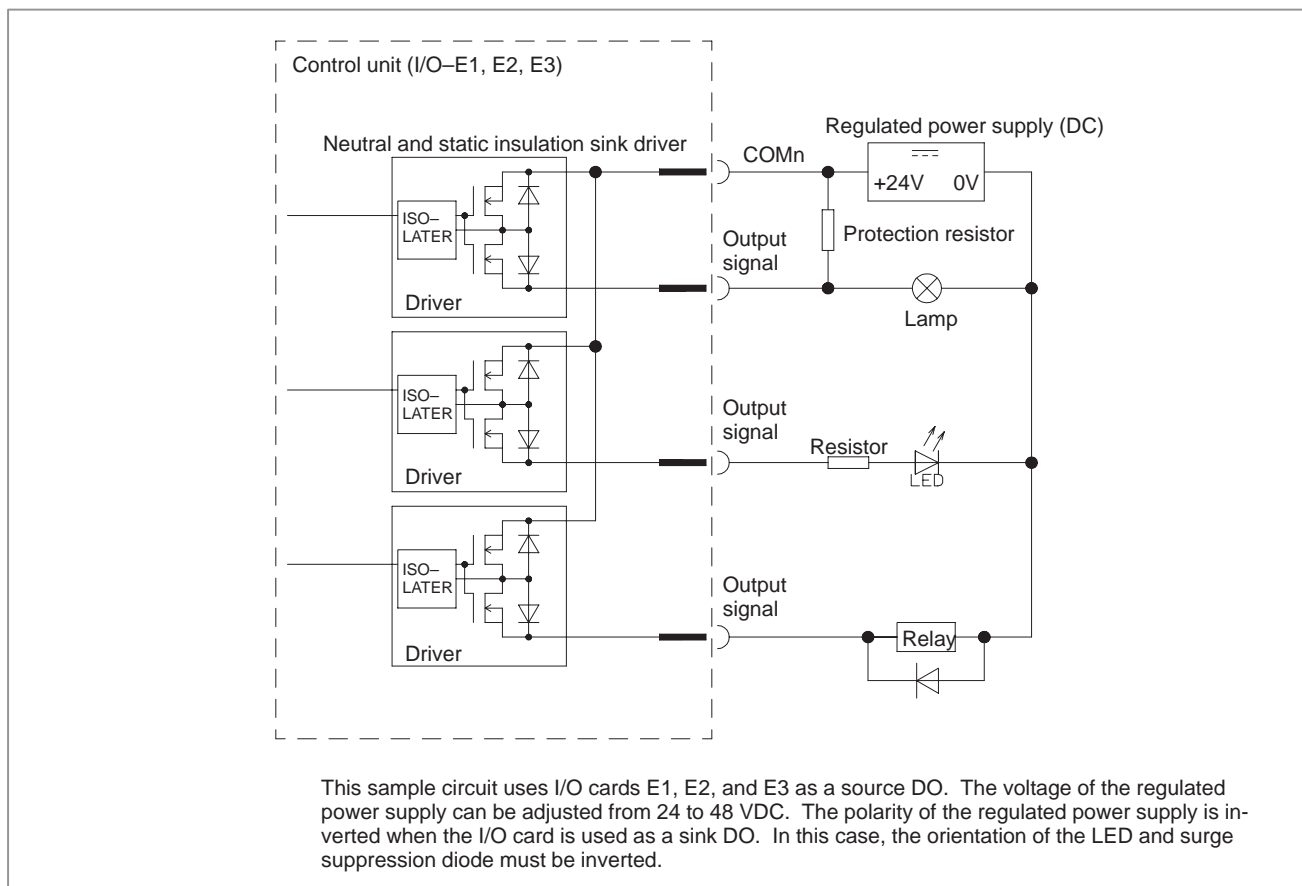 Control unit (I/O–E1, E2, E3)
Neutral and static insulation sink driver
Regulated power supply (DC)
COMn
+24V 0V
ISO–
LATER
Output
signal
Protection resistor
Driver
Lamp
ISO–
LATER
Output
signal
Resistor
LED
Driver
ISO–
LATER
Output
signal
Relay
Driver
This sample circuit uses I/O cards E1, E2, and E3 as a source DO. The voltage of the regulated
power supply can be adjusted from 24 to 48 VDC. The polarity of the regulated power supply is in-
verted when the I/O card is used as a sink DO. In this case, the orientation of the LED and surge
suppression diode must be inverted.